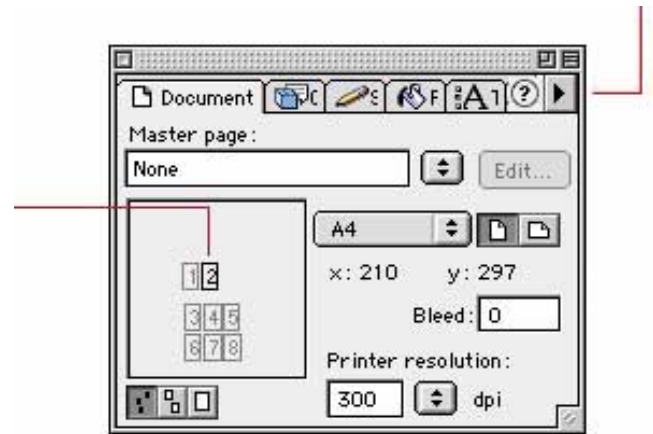 Document C E F A T ?
Master page:
None Edit...
A4
1 2 x: 210 y: 297
3 4 5 Bleed: 0
6 7 8 Printer resolution:
300 dpi